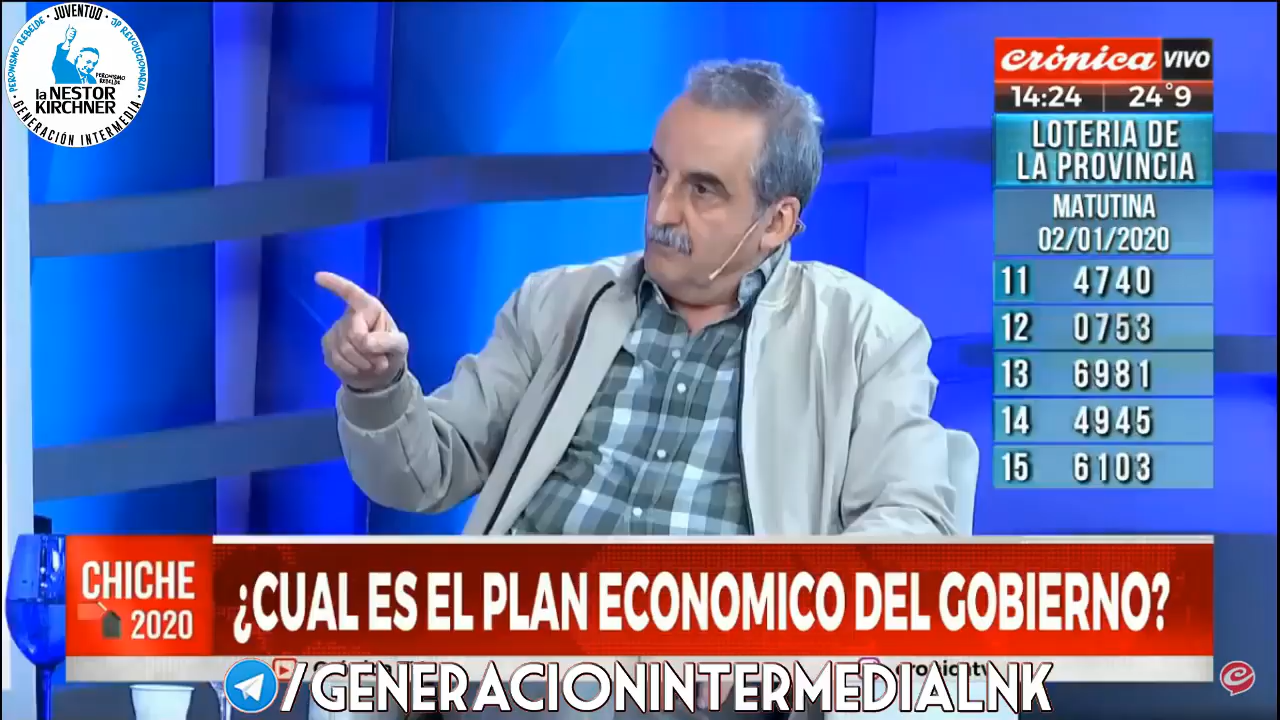 PERONISMO REBELDE · JUVENTUD · JP REVOLUCIONARIA
PERONISMO
REBELDE
la NESTOR
KIRCHNER
· GENERACIÓN INTERMEDIA ·
crónica VIVO
14:24 24°9
LOTERIA DE
LA PROVINCIA
MATUTINA
02/01/2020
11 4740
12 0753
13 6981
14 4945
15 6103
CHICHE
2020
¿CUAL ES EL PLAN ECONOMICO DEL GOBIERNO?
/GENERACIONINTERMEDIALNK